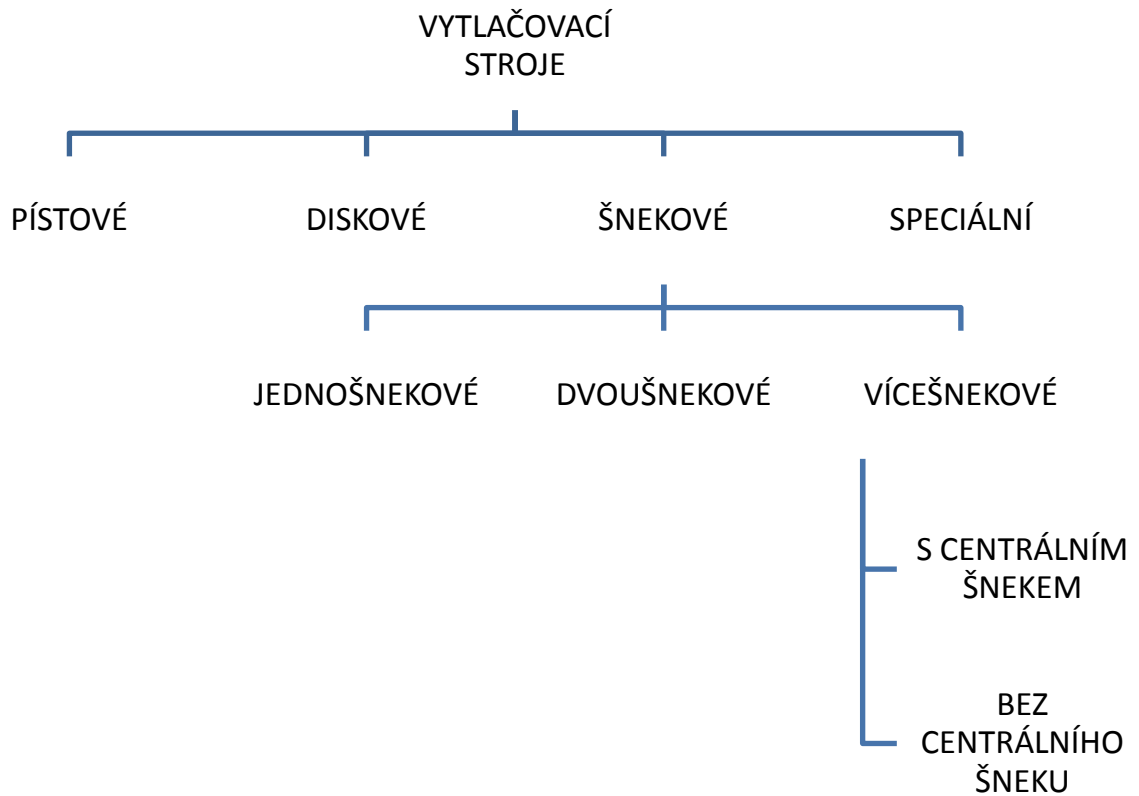 VYTLAČOVACÍ
STROJE
PÍSTOVÉ
DISKOVÉ
ŠNEKOVÉ
SPECIÁLNÍ
JEDNOŠNEKOVÉ
DVOUŠNEKOVÉ
VÍCEŠNEKOVÉ
S CENTRÁLNÍM
ŠNEKEM
BEZ
CENTRÁLNÍHO
ŠNEKU